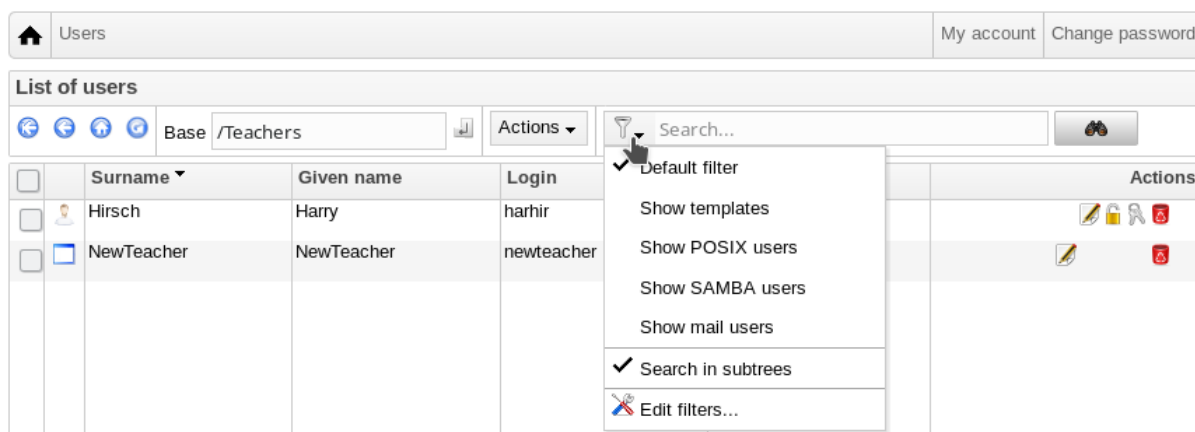 Users My account Change password
List of users
Base /Teachers Actions Search...
Surname Given name Login Actions
Hirsch Harry harhir
NewTeacher NewTeacher newteacher
Default filter
Show templates
Show POSIX users
Show SAMBA users
Show mail users
Search in subtrees
Edit filters...